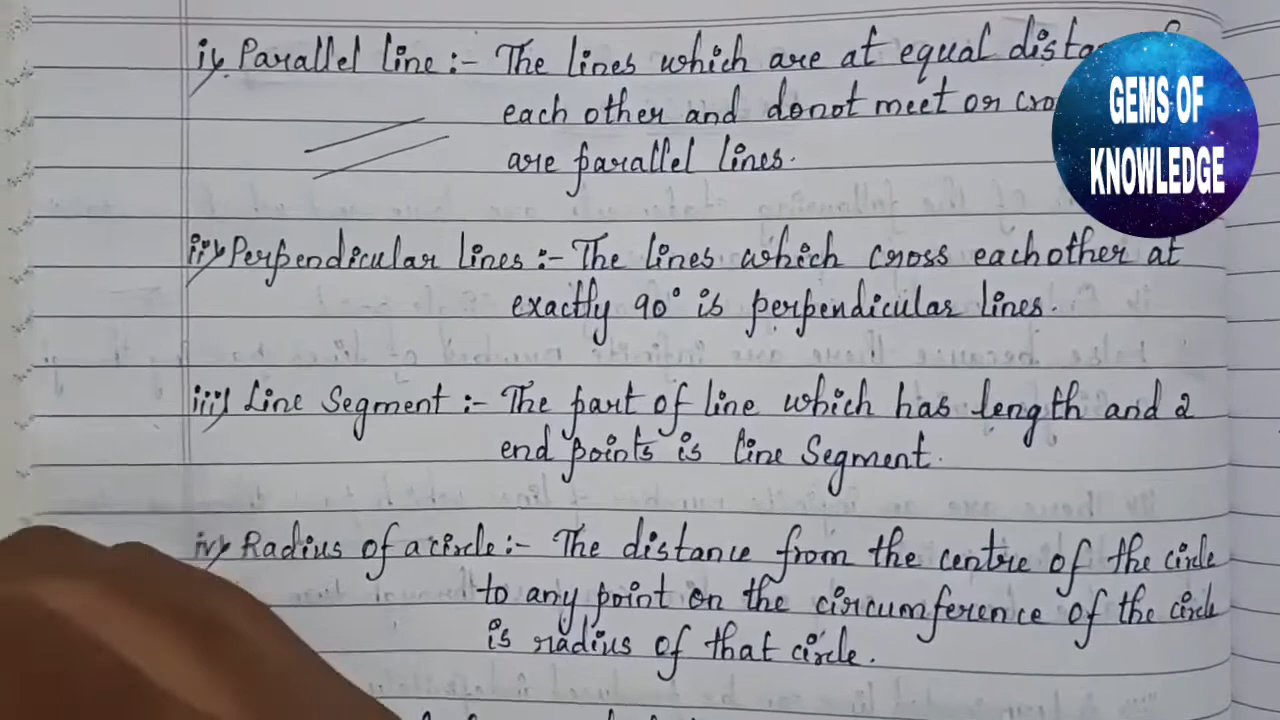 i) Parallel line :- The lines which are at equal
each other and donot meet or
are parallel lines.
ii) Perpendicular lines :- The lines which cross eachother at
exactly 90° is perpendicular lines.
iii) Line Segment :- The part of line which has length and 2
end points is line Segment.
iv) Radius of a circle :- The distance from the centre of the circle
to any point on the circumference of the circle
is radius of that circle.
GEMS OF
KNOWLEDGE